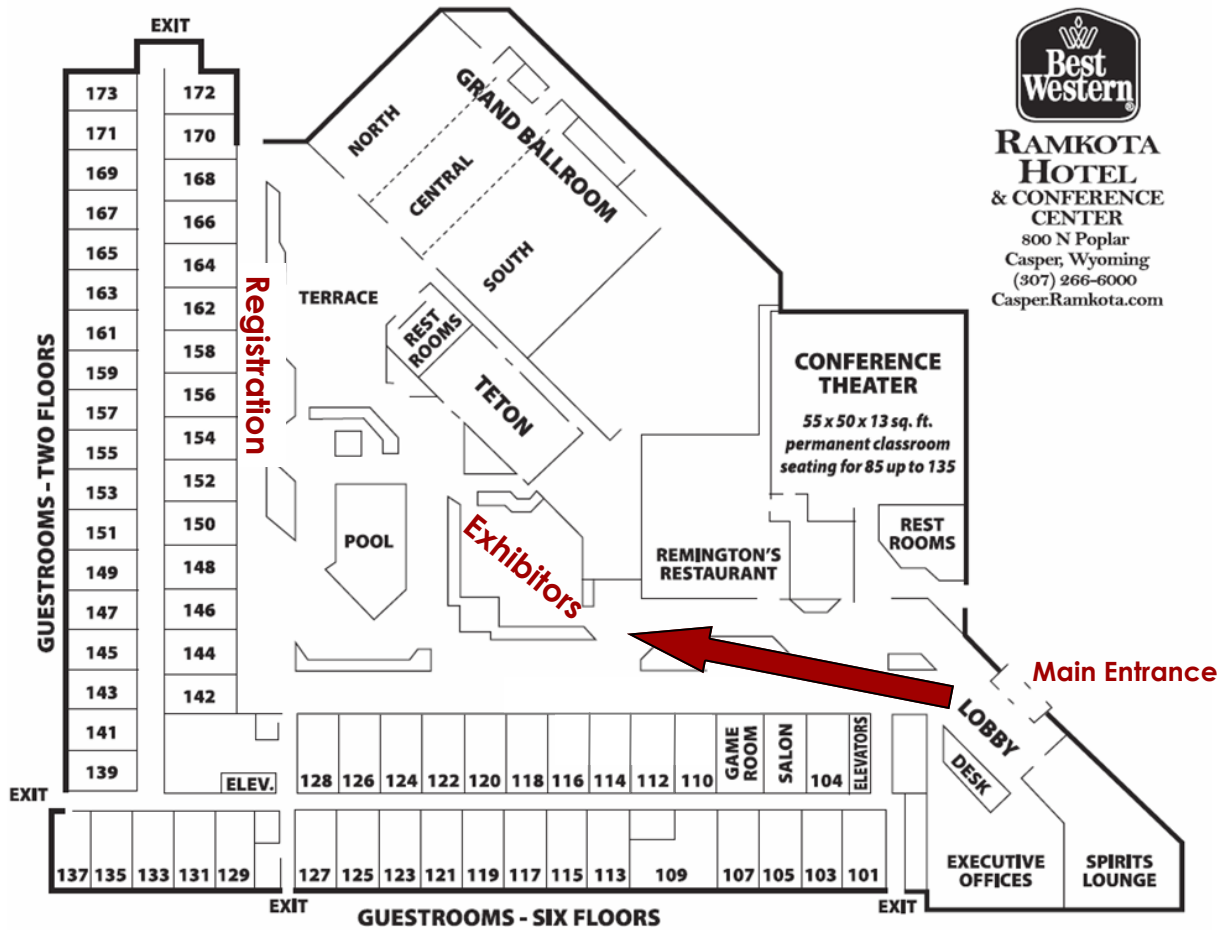 EXIT
173
171
169
167
165
163
161
159
157
155
153
151
149
147
145
143
141
139
172
170
168
166
164
162
158
156
154
152
150
148
146
144
142
GUESTROOMS - TWO FLOORS
Registration
TERRACE
NORTH
CENTRAL
SOUTH
GRAND BALLROOM
REST
ROOMS
TETON
POOL
Exhibitors
Best
Western®
RAMKOTA
HOTEL
& CONFERENCE
CENTER
800 N Poplar
Casper, Wyoming
(307) 266-6000
Casper.Ramkota.com
CONFERENCE
THEATER
55 x 50 x 13 sq. ft.
permanent classroom
seating for 85 up to 135
REST
ROOMS
REMINGTON'S
RESTAURANT
Main Entrance
LOBBY
DESK
EXECUTIVE
OFFICES
SPIRITS
LOUNGE
ELEV.
128 126 124 122 120 118 116 114 112 110
GAME
ROOM
SALON
104
ELEVATORS
EXIT
137 135 133 131 129
127 125 123 121 119 117 115 113 109 107 105 103 101
EXIT
EXIT
GUESTROOMS - SIX FLOORS